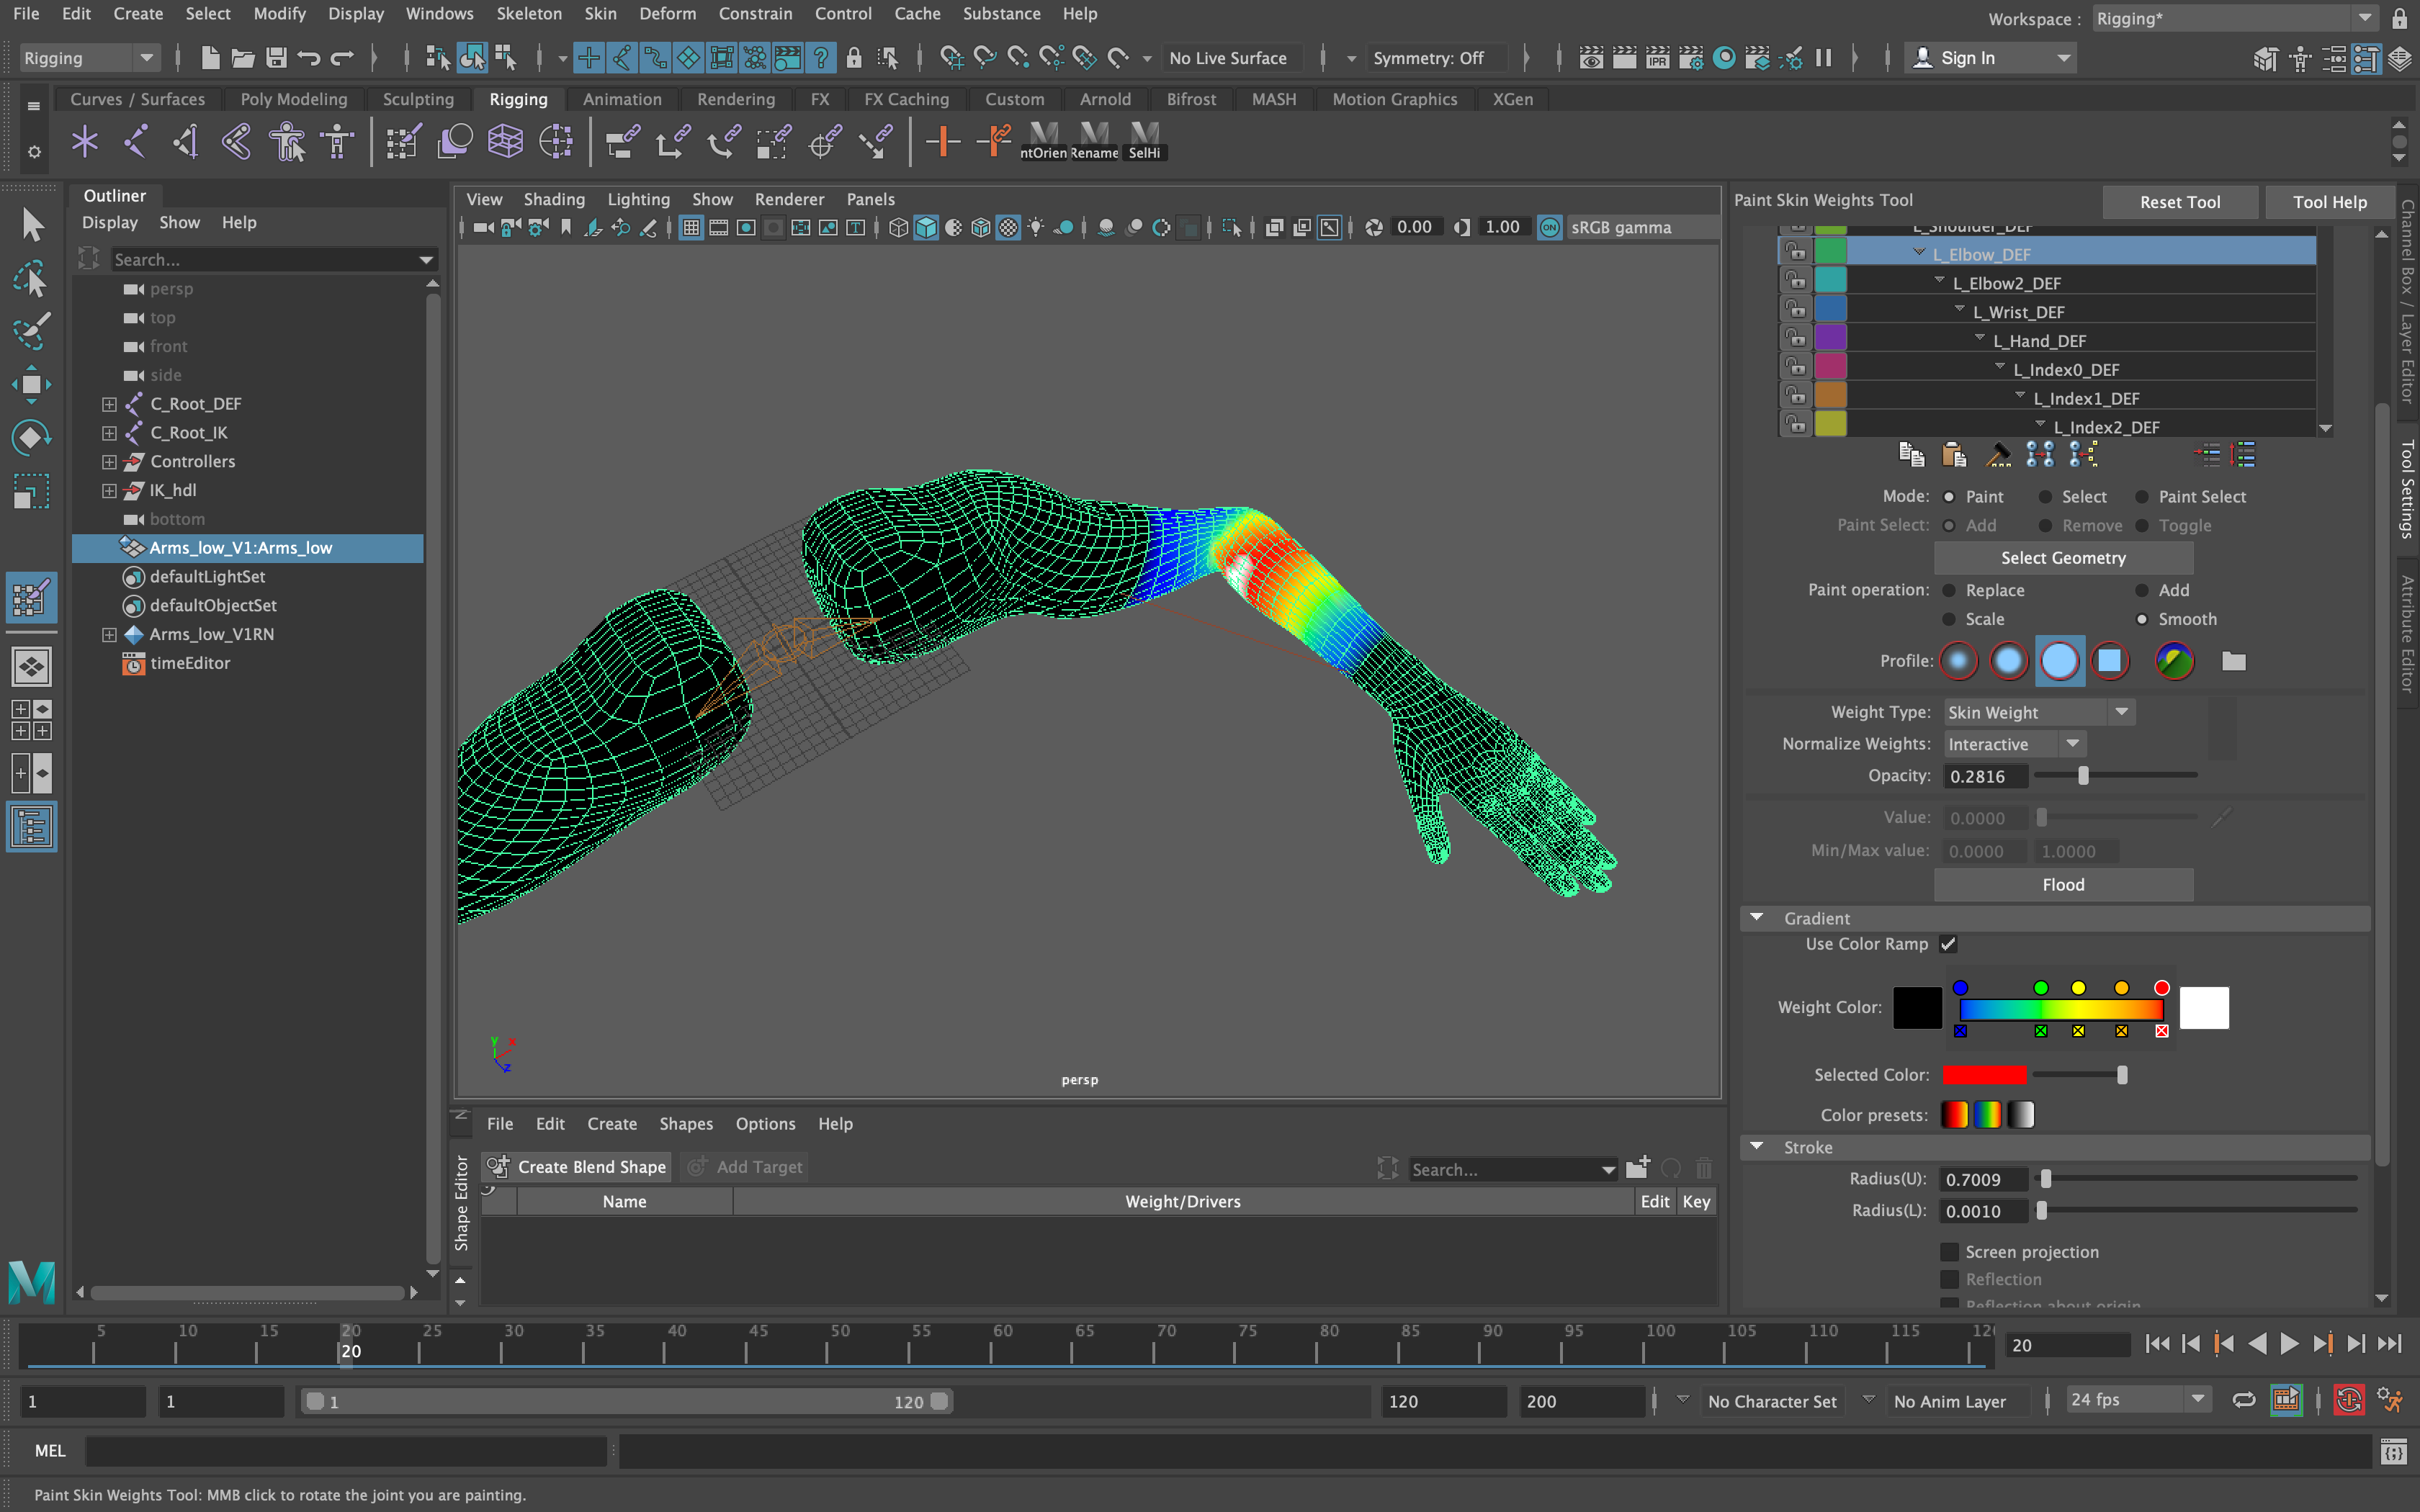 File Edit Create Select Modify Display Windows Skeleton Skin Deform Constrain Control Cache Substance Help
Workspace : Rigging*
Rigging No Live Surface Symmetry: Off IPR Sign In
Curves / Surfaces Poly Modeling Sculpting Rigging Animation Rendering FX FX Caching Custom Arnold Bifrost MASH Motion Graphics XGen
ntOrien Rename SelHi
Outliner
Display Show Help
Search...
persp
top
front
side
C_Root_DEF
C_Root_IK
Controllers
IK_hdl
bottom
Arms_low_V1:Arms_low
defaultLightSet
defaultObjectSet
Arms_low_V1RN
timeEditor
View Shading Lighting Show Renderer Panels
0.00 1.00 ON sRGB gamma
y x
z
persp
File Edit Create Shapes Options Help
Shape Editor
Create Blend Shape Add Target Search...
Name Weight/Drivers Edit Key
Paint Skin Weights Tool Reset Tool Tool Help
L_Shoulder_DEF
L_Elbow_DEF
L_Elbow2_DEF
L_Wrist_DEF
L_Hand_DEF
L_Index0_DEF
L_Index1_DEF
L_Index2_DEF
Mode: Paint Select Paint Select
Paint Select: Add Remove Toggle
Select Geometry
Paint operation: Replace Add
Scale Smooth
Profile:
Weight Type: Skin Weight
Normalize Weights: Interactive
Opacity: 0.2816
Value: 0.0000
Min/Max value: 0.0000 1.0000
Flood
Gradient
Use Color Ramp
Weight Color:
Selected Color:
Color presets:
Stroke
Radius(U): 0.7009
Radius(L): 0.0010
Screen projection
Reflection
Reflection about origin
Channel Box / Layer Editor
Tool Settings
Attribute Editor
5 10 15 20 25 30 35 40 45 50 55 60 65 70 75 80 85 90 95 100 105 110 115 12
20
20
1 1 1 120 120 200 No Character Set No Anim Layer 24 fps
MEL
Paint Skin Weights Tool: MMB click to rotate the joint you are painting.